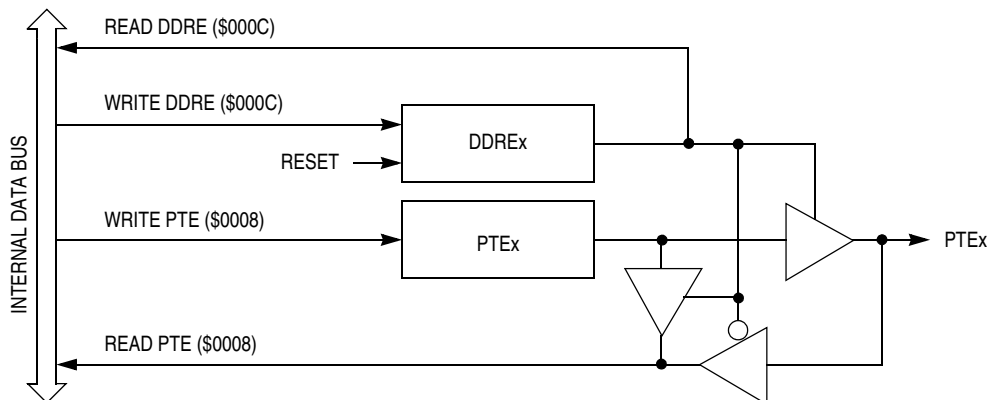 READ DDRE ($000C)
WRITE DDRE ($000C)
DDREx
RESET
WRITE PTE ($0008)
PTEx
PTEx
READ PTE ($0008)
INTERNAL DATA BUS